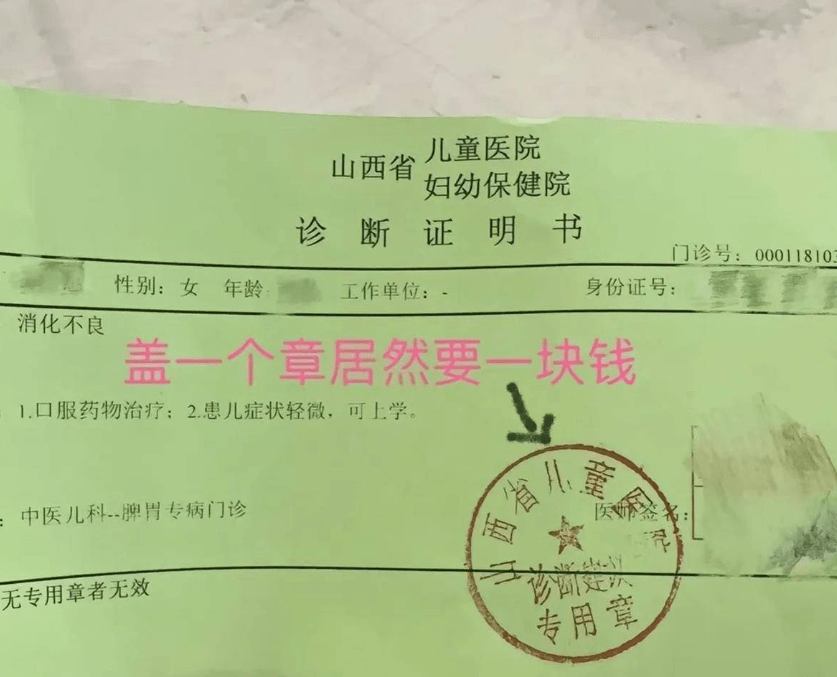 山西省
儿童医院
妇幼保健院
诊断证明书
门诊号：000118103
性别：女 年龄 工作单位：- 身份证号：
消化不良
盖一个章居然要一块钱
1.口服药物治疗；2.患儿症状轻微，可上学。
中医儿科--脾胃专病门诊
医师签名：
山西省儿童医院
诊断建议
专用章
无专用章者无效